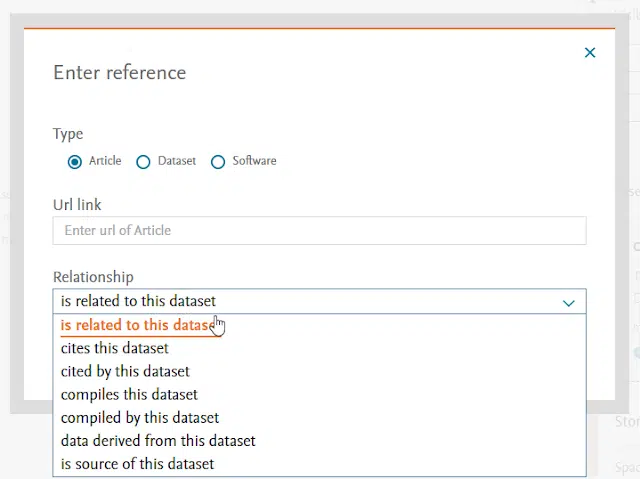 Enter reference
Type
Article Dataset Software
Url link
Enter url of Article
Relationship
is related to this dataset
is related to this
cites this dataset
cited by this dataset
compiles this dataset
compiled by this dataset
data derived from this dataset
is source of this dataset